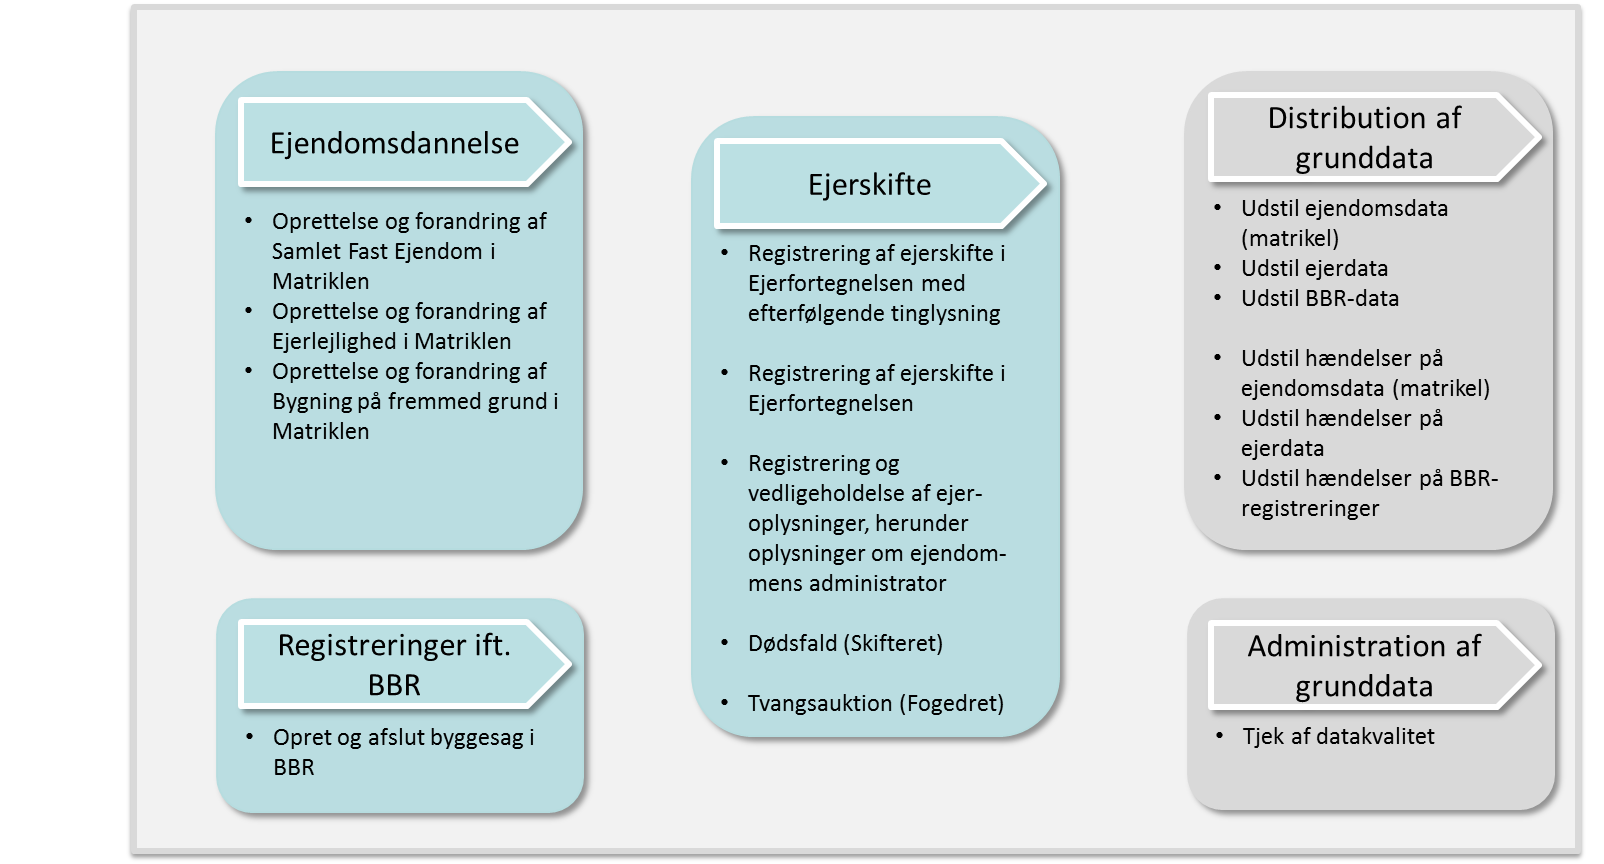 Ejendomsdannelse
• Oprettelse og forandring af
Samlet Fast Ejendom i
Matriklen
• Oprettelse og forandring af
Ejerlejlighed i Matriklen
• Oprettelse og forandring af
Bygning på fremmed grund i
Matriklen
Registreringer ift.
BBR
• Opret og afslut byggesag i
BBR
Ejerskifte
• Registrering af ejerskifte i
Ejerfortegnelsen med
efterfølgende tinglysning
• Registrering af ejerskifte i
Ejerfortegnelsen
• Registrering og
vedligeholdelse af ejer-
oplysninger, herunder
oplysninger om ejendom-
mens administrator
• Dødsfald (Skifteret)
• Tvangsauktion (Fogedret)
Distribution af
grunddata
• Udstil ejendomsdata
(matrikel)
• Udstil ejerdata
• Udstil BBR-data
• Udstil hændelser på
ejendomsdata (matrikel)
• Udstil hændelser på
ejerdata
• Udstil hændelser på BBR-
registreringer
Administration af
grunddata
• Tjek af datakvalitet